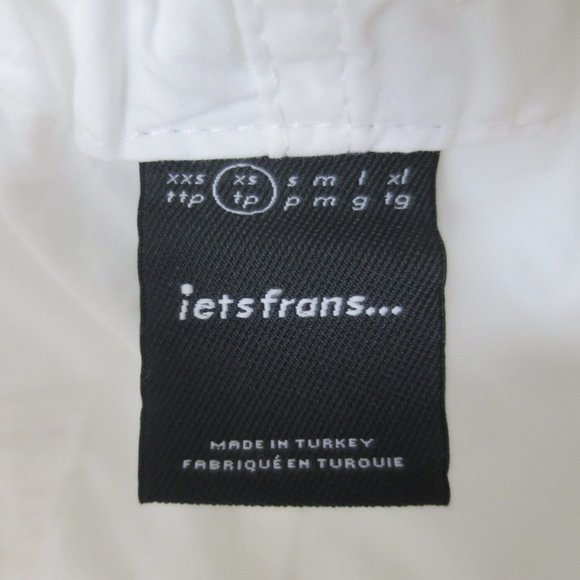 xxs xs s m l xl
ttp tp p m g tg
ietsfrans...
MADE IN TURKEY
FABRIQUÉ EN TURQUIE